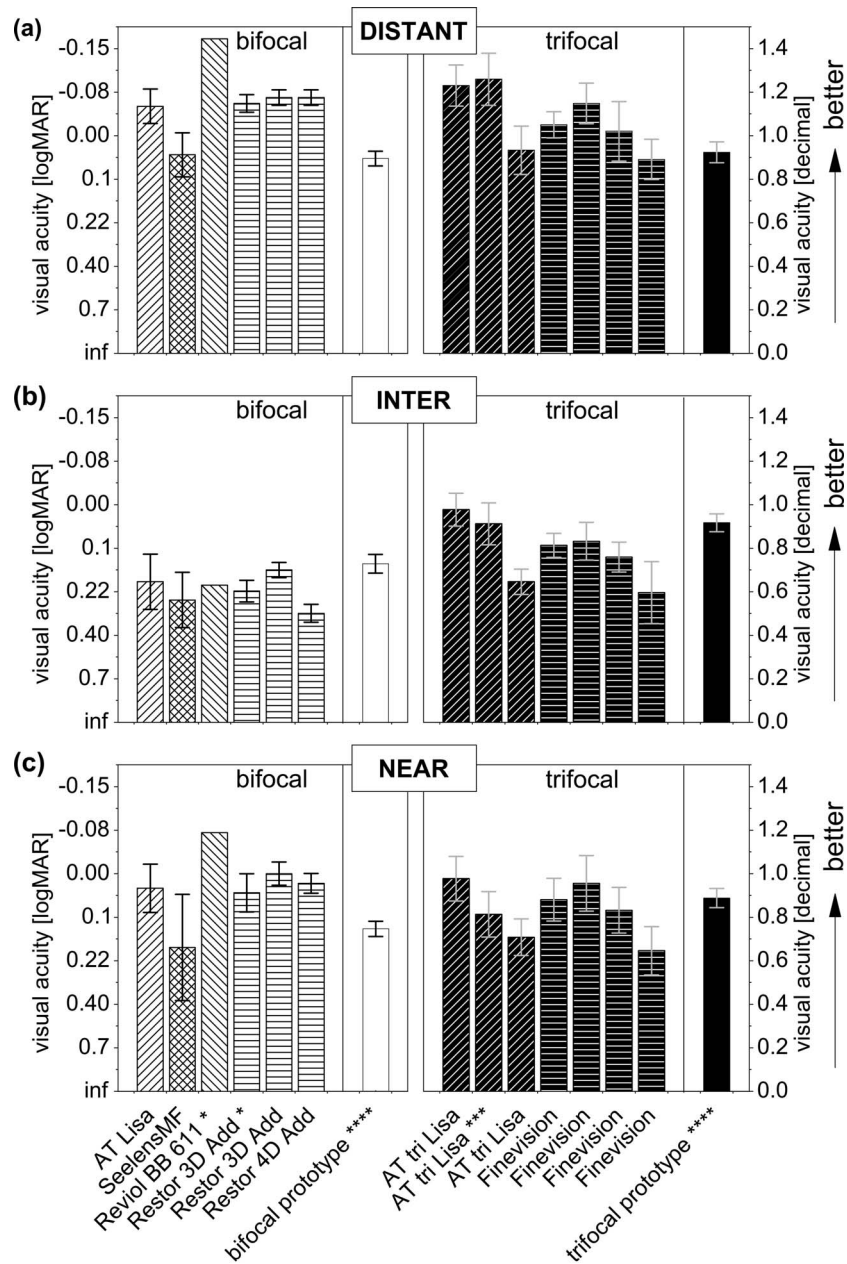 (a)
bifocal
DISTANT
trifocal
-0.15
-0.08
0.00
0.1
0.22
0.40
0.7
inf
visual acuity [logMAR]
1.4
1.2
1.0
0.8
0.6
0.4
0.2
0.0
visual acuity [decimal]
better
(b)
bifocal
INTER
trifocal
-0.15
-0.08
0.00
0.1
0.22
0.40
0.7
inf
visual acuity [logMAR]
1.4
1.2
1.0
0.8
0.6
0.4
0.2
0.0
visual acuity [decimal]
better
(c)
bifocal
NEAR
trifocal
-0.15
-0.08
0.00
0.1
0.22
0.40
0.7
inf
visual acuity [logMAR]
1.5
1.2
1.0
0.8
0.6
0.4
0.2
0.0
visual acuity [decimal]
better
AT Lisa
SeelensMF
Reviol BB 611 *
Restor 3D Add *
Restor 3D Add
Restor 4D Add
bifocal prototype ****
AT tri Lisa
AT tri Lisa ***
AT tri Lisa
Finevision
Finevision
Finevision
Finevision
trifocal prototype ****